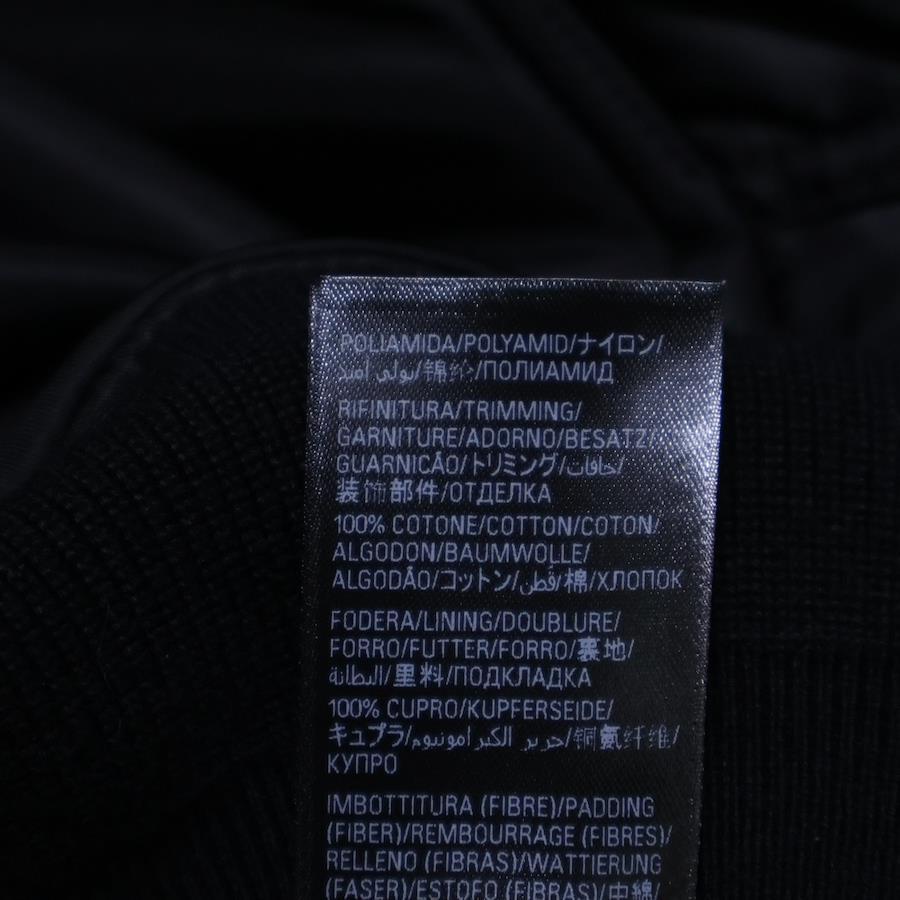 POLIAMIDA/POLYAMID/ナイロン/
بولي أميد/锦纶/ПОЛИАМИД
RIFINITURA/TRIMMING/
GARNITURE/ADORNO/BESATZ/
GUARNICÃO/トリミング/حافات/
装饰部件/ОТДЕЛКА
100% COTONE/COTTON/COTON/
ALGODON/BAUMWOLLE/
ALGODÃO/コットン/قطن/棉/ХЛОПОК
FODERA/LINING/DOUBLURE/
FORRO/FUTTER/FORRO/裏地/
البطانة/里料/ПОДКЛАДКА
100% CUPRO/KUPFERSEIDE/
キュプラ/حرير الكبر امونيوم/铜氨纤维/
КУПРО
IMBOTTITURA (FIBRE)/PADDING
(FIBER)/REMBOURRAGE (FIBRES)/
RELLENO (FIBRAS)/WATTIERUNG
(FASER)/ESTOFO (FIBRAS)/中綿/